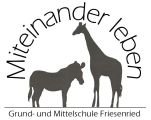 Miteinander leben
Grund- und Mittelschule Friesenried